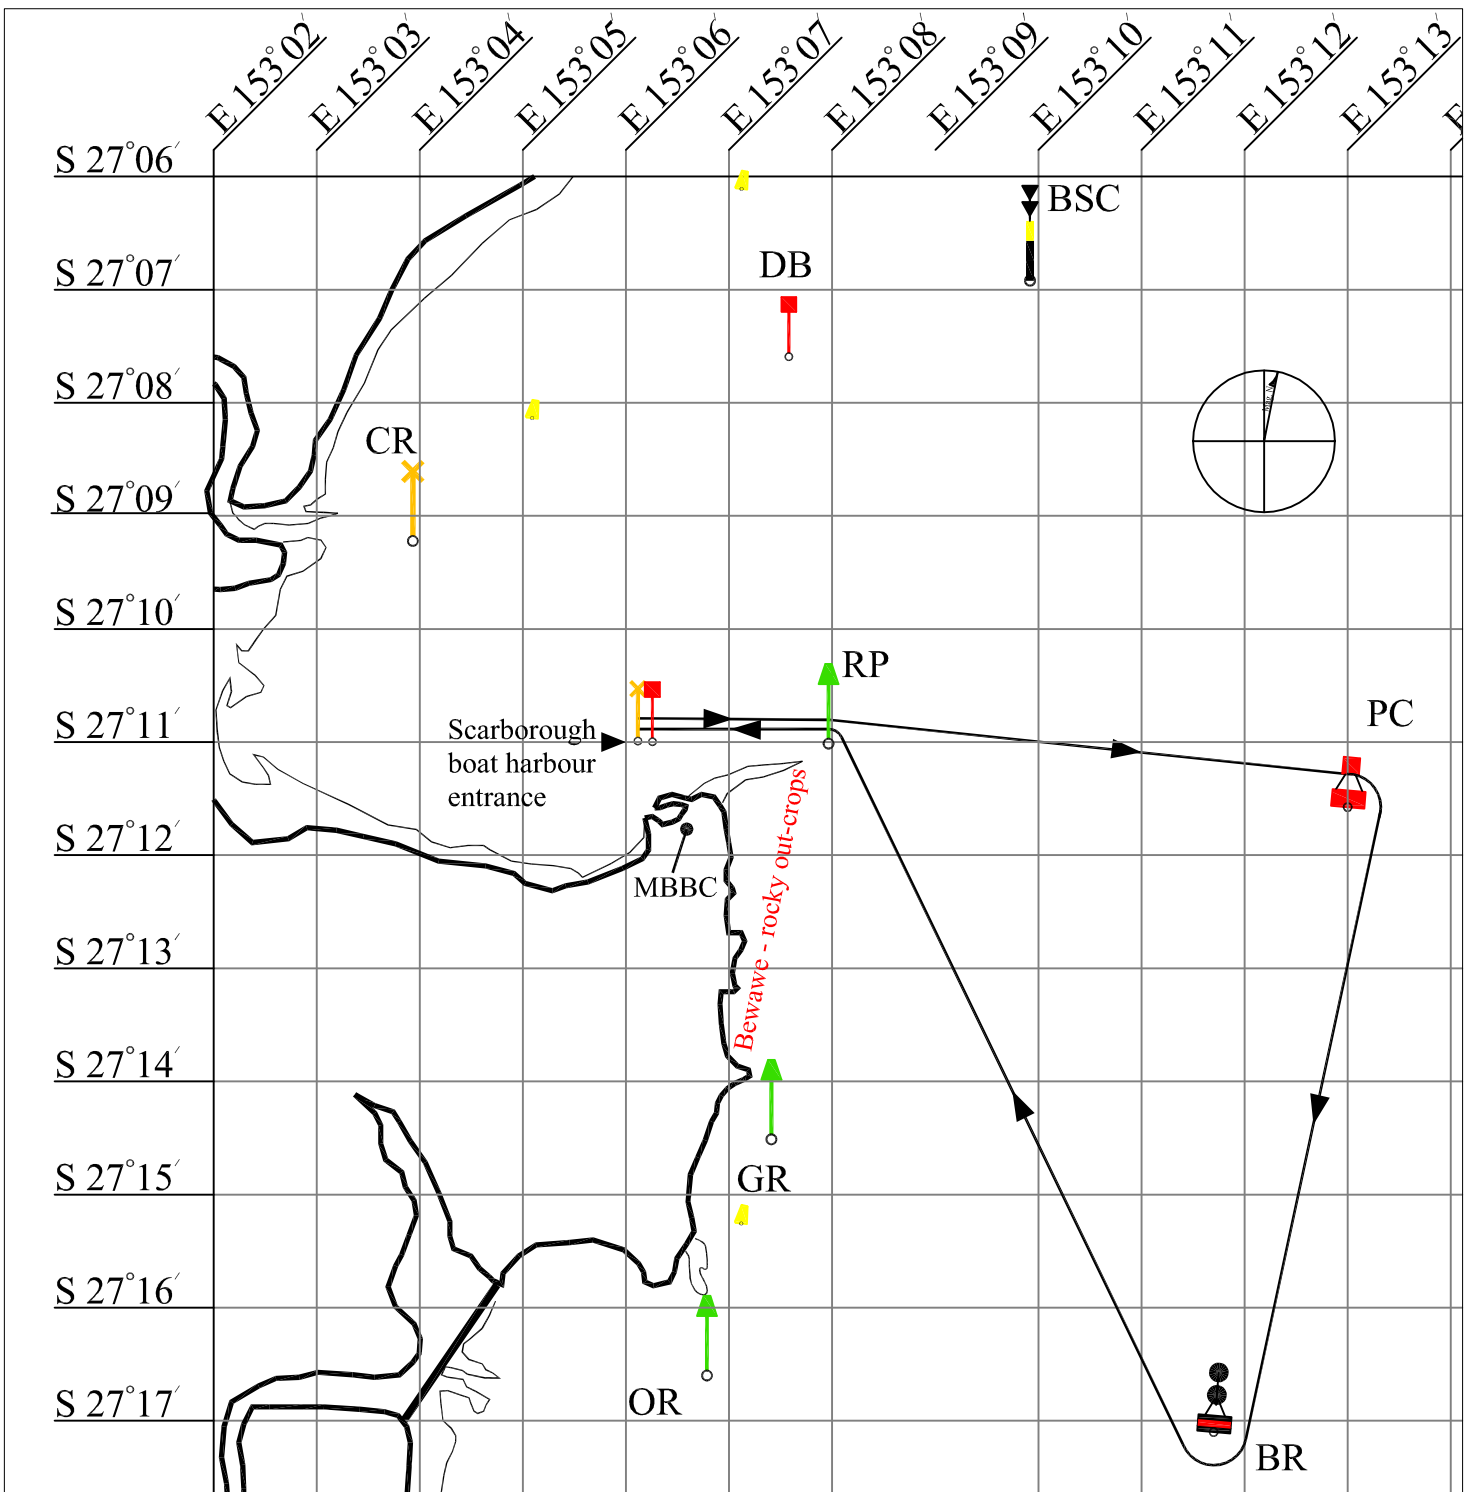 E 153°02′
E 153°03′
E 153°04′
E 153°05′
E 153°06′
E 153°07′
E 153°08′
E 153°09′
E 153°10′
E 153°11′
E 153°12′
E 153°13′
S 27°06′
BSC
S 27°07′
DB
S 27°08′
CR
S 27°09′
S 27°10′
RP
S 27°11′
PC
Scarborough
boat harbour
entrance
S 27°12′
MBBC
Bewawe - rocky out-crops
S 27°13′
S 27°14′
S 27°15′
GR
S 27°16′
S 27°17′
OR
BR